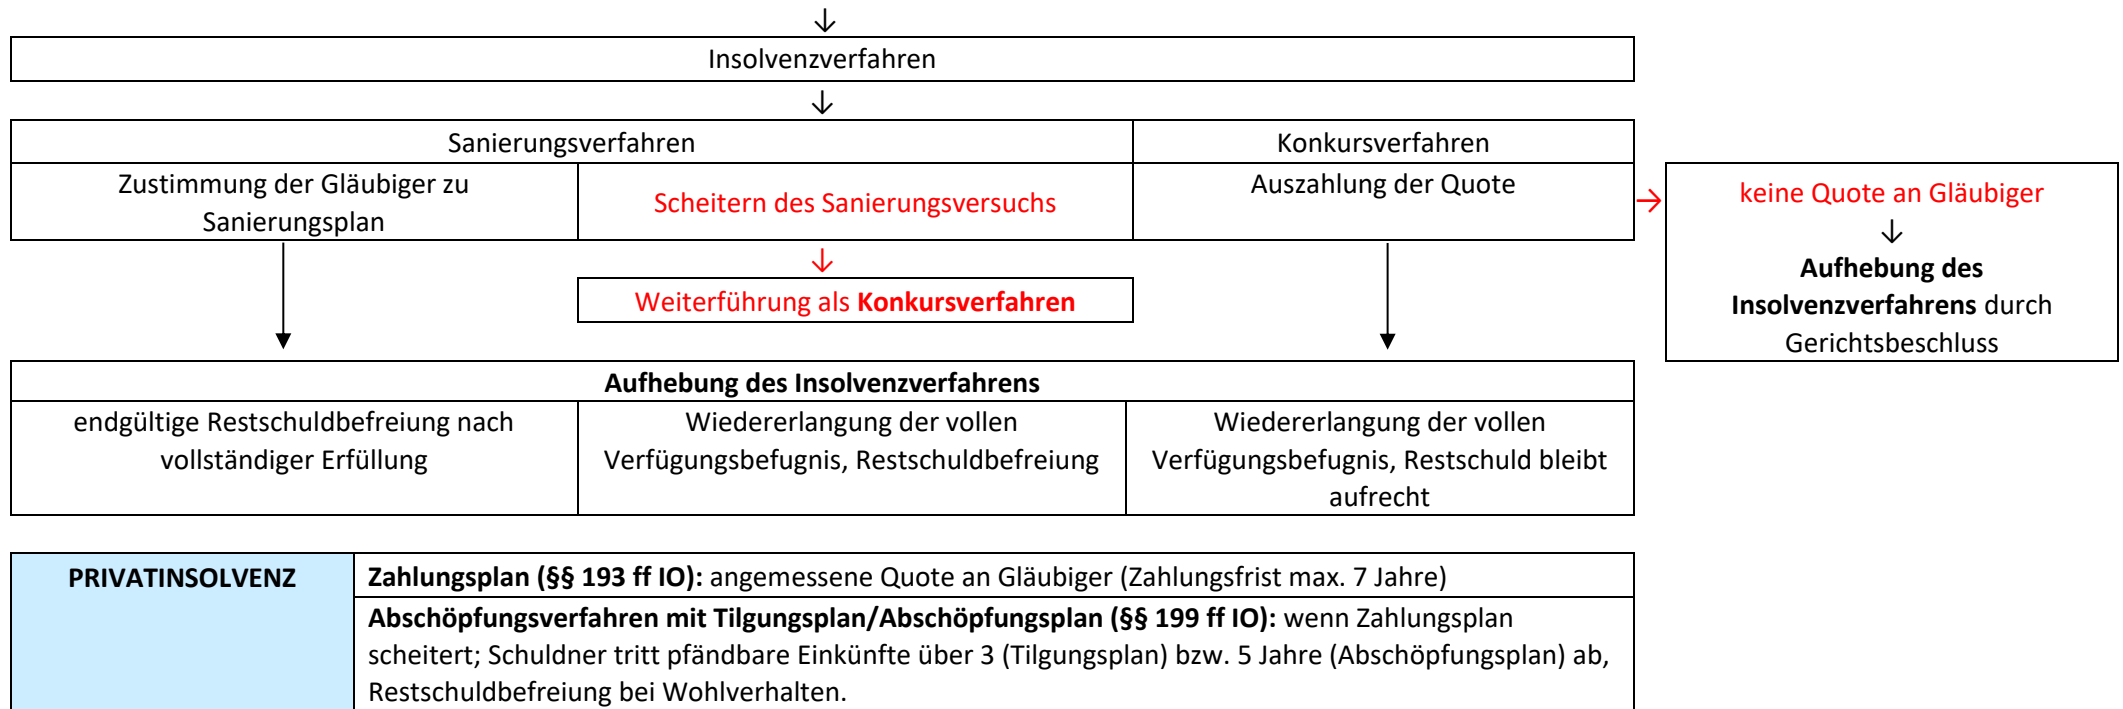 ↓
Insolvenzverfahren
↓
Sanierungsverfahren
Konkursverfahren
Zustimmung der Gläubiger zu
Sanierungsplan
Scheitern des Sanierungsversuchs
Auszahlung der Quote
→
keine Quote an Gläubiger
↓
Aufhebung des
Insolvenzverfahrens durch
Gerichtsbeschluss
↓
Weiterführung als Konkursverfahren
Aufhebung des Insolvenzverfahrens
endgültige Restschuldbefreiung nach
vollständiger Erfüllung
Wiedererlangung der vollen
Verfügungsbefugnis, Restschuldbefreiung
Wiedererlangung der vollen
Verfügungsbefugnis, Restschuld bleibt
aufrecht
PRIVATINSOLVENZ
Zahlungsplan (§§ 193 ff IO): angemessene Quote an Gläubiger (Zahlungsfrist max. 7 Jahre)
Abschöpfungsverfahren mit Tilgungsplan/Abschöpfungsplan (§§ 199 ff IO): wenn Zahlungsplan
scheitert; Schuldner tritt pfändbare Einkünfte über 3 (Tilgungsplan) bzw. 5 Jahre (Abschöpfungsplan) ab,
Restschuldbefreiung bei Wohlverhalten.